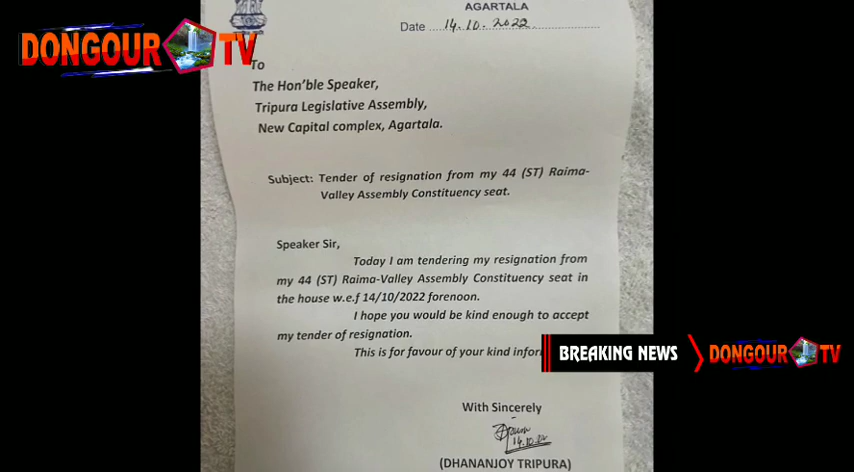 AGARTALA
Date 14.10.2022
DONGOUR TV
To
The Hon'ble Speaker,
Tripura Legislative Assembly,
New Capital complex, Agartala.
Subject: Tender of resignation from my 44 (ST) Raima-
Valley Assembly Constituency seat.
Speaker Sir,
Today I am tendering my resignation from
my 44 (ST) Raima-Valley Assembly Constituency seat in
the house w.e.f 14/10/2022 forenoon.
I hope you would be kind enough to accept
my tender of resignation.
This is for favour of your kind
BREAKING NEWS
DONGOUR TV
With Sincerely
(DHANANJOY TRIPURA)